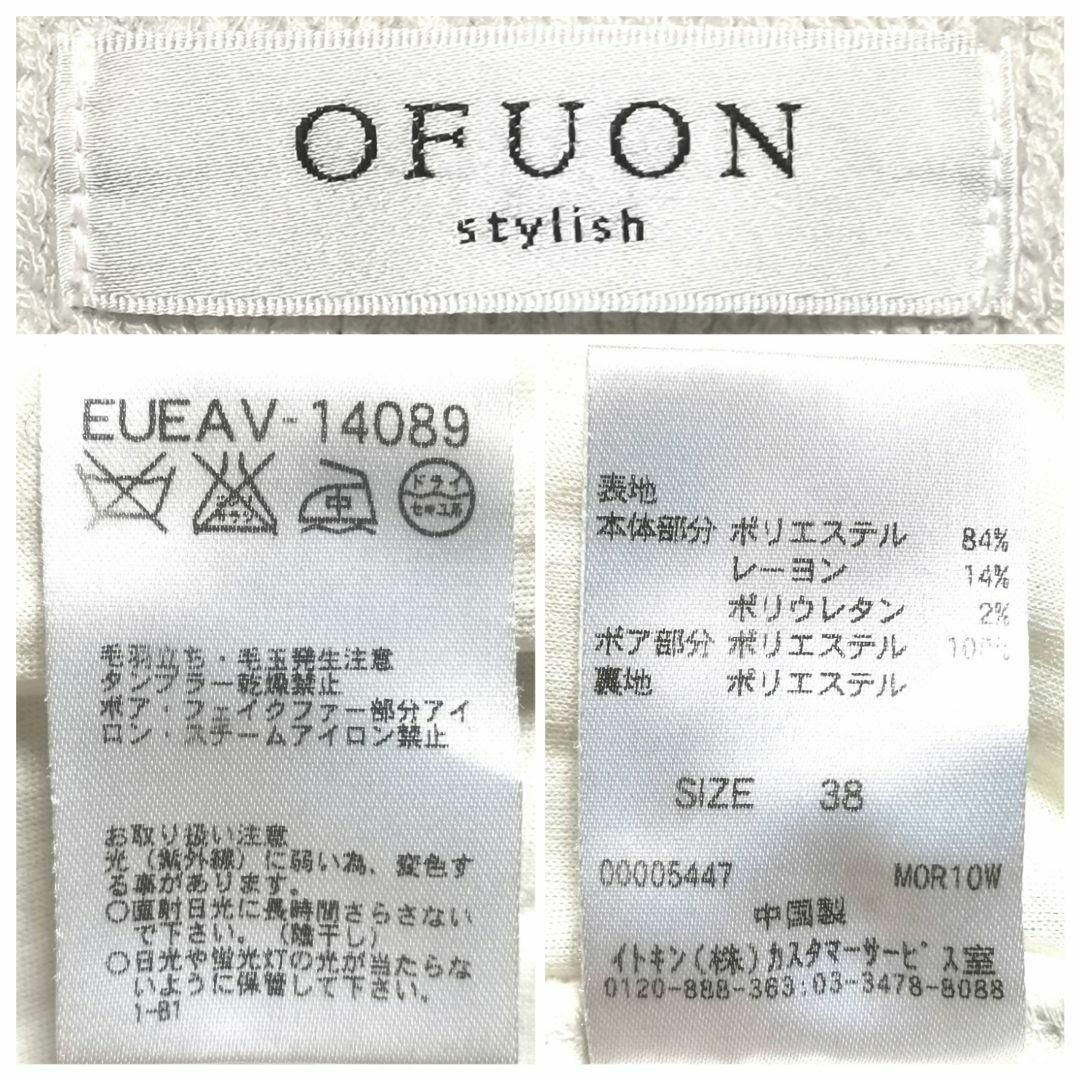 OFUON
stylish
EUEAV-14089
中
ドライ
セキユ系
毛羽立ち・毛玉発生注意
タンブラー乾燥禁止
ボア・フェイクファー部分アイ
ロン・スチームアイロン禁止
お取り扱い注意
光(紫外線)に弱い為、変色す
る事があります。
○直射日光に長時間さらさない
で下さい。(陰干し)
○日光や蛍光灯の光が当たらな
いように保管して下さい。
1-B1
表地
本体部分 ポリエステル 84%
レーヨン 14%
ポリウレタン 2%
ボア部分 ポリエステル 100%
裏地 ポリエステル
SIZE 38
00005447 MOR10W
中国製
イトキン(株)カスタマーサービス室
0120-888-363:03-3478-8088